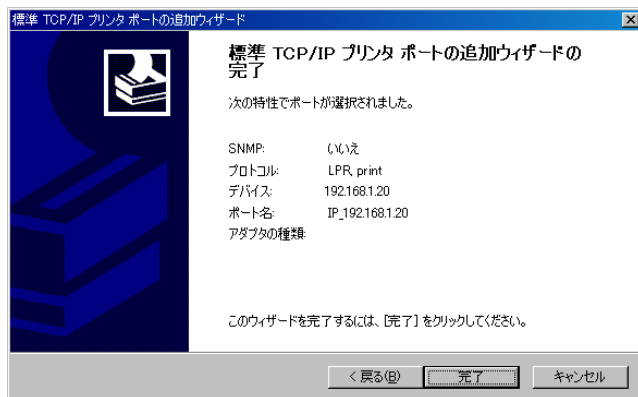 標準 TCP/IP プリンタ ポートの追加ウィザード
標準 TCP/IP プリンタ ポートの追加ウィザードの
完了
次の特性でポートが選択されました。
SNMP: いいえ
プロトコル: LPR, print
デバイス: 192.168.1.20
ポート名: IP_192.168.1.20
アダプタの種類:
このウィザードを完了するには、[完了] をクリックしてください。
< 戻る(B) 完了 キャンセル